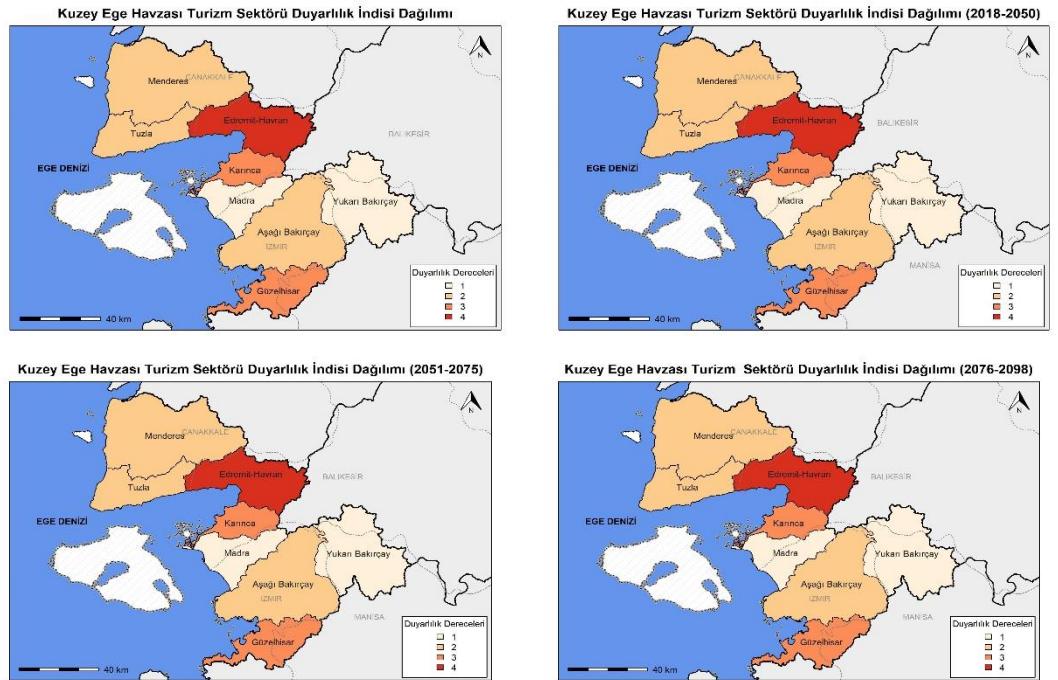 Kuzey Ege Havzası Turizm Sektörü Duyarlılık İndisi Dağılımı
N
ÇANAKKALE
Menderes
Edremit-Havran
Tuzla
BALIKESİR
EGE DENİZİ
Karınca
Madra
Yukarı Bakırçay
Aşağı Bakırçay
İZMİR
Güzelhisar
Duyarlılık Dereceleri
1
2
3
4
40 km
Kuzey Ege Havzası Turizm Sektörü Duyarlılık İndisi Dağılımı (2018-2050)
N
ÇANAKKALE
Menderes
Edremit-Havran
Tuzla
BALIKESİR
EGE DENİZİ
Karınca
Madra
Yukarı Bakırçay
Aşağı Bakırçay
İZMİR
MANİSA
Güzelhisar
Duyarlılık Dereceleri
1
2
3
4
40 km
Kuzey Ege Havzası Turizm Sektörü Duyarlılık İndisi Dağılımı (2051-2075)
N
ÇANAKKALE
Menderes
Edremit-Havran
Tuzla
BALIKESİR
EGE DENİZİ
Karınca
Madra
Yukarı Bakırçay
Aşağı Bakırçay
İZMİR
MANİSA
Güzelhisar
Duyarlılık Dereceleri
1
2
3
4
40 km
Kuzey Ege Havzası Turizm Sektörü Duyarlılık İndisi Dağılımı (2076-2098)
N
ÇANAKKALE
Menderes
Edremit-Havran
Tuzla
BALIKESİR
EGE DENİZİ
Karınca
Madra
Yukarı Bakırçay
Aşağı Bakırçay
İZMİR
MANİSA
Güzelhisar
Duyarlılık Dereceleri
1
2
3
4
40 km